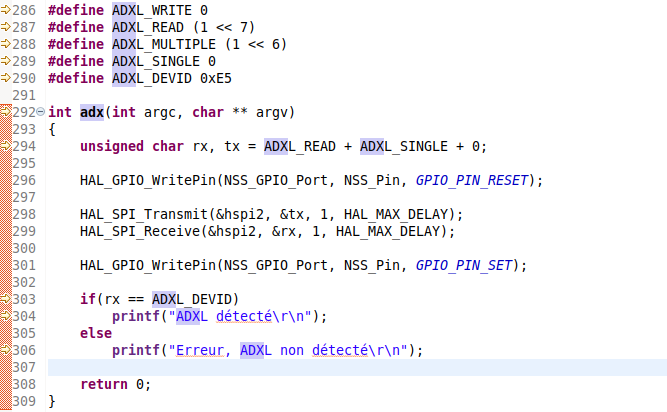 286 #define ADXL_WRITE 0
287 #define ADXL_READ (1 << 7)
288 #define ADXL_MULTIPLE (1 << 6)
289 #define ADXL_SINGLE 0
290 #define ADXL_DEVID 0xE5
291
292 int adx(int argc, char ** argv)
293 {
294     unsigned char rx, tx = ADXL_READ + ADXL_SINGLE + 0;
295
296     HAL_GPIO_WritePin(NSS_GPIO_Port, NSS_Pin, GPIO_PIN_RESET);
297
298     HAL_SPI_Transmit(&hspi2, &tx, 1, HAL_MAX_DELAY);
299     HAL_SPI_Receive(&hspi2, &rx, 1, HAL_MAX_DELAY);
300
301     HAL_GPIO_WritePin(NSS_GPIO_Port, NSS_Pin, GPIO_PIN_SET);
302
303     if(rx == ADXL_DEVID)
304         printf("ADXL détecté\r\n");
305     else
306         printf("Erreur, ADXL non détecté\r\n");
307
308     return 0;
309 }